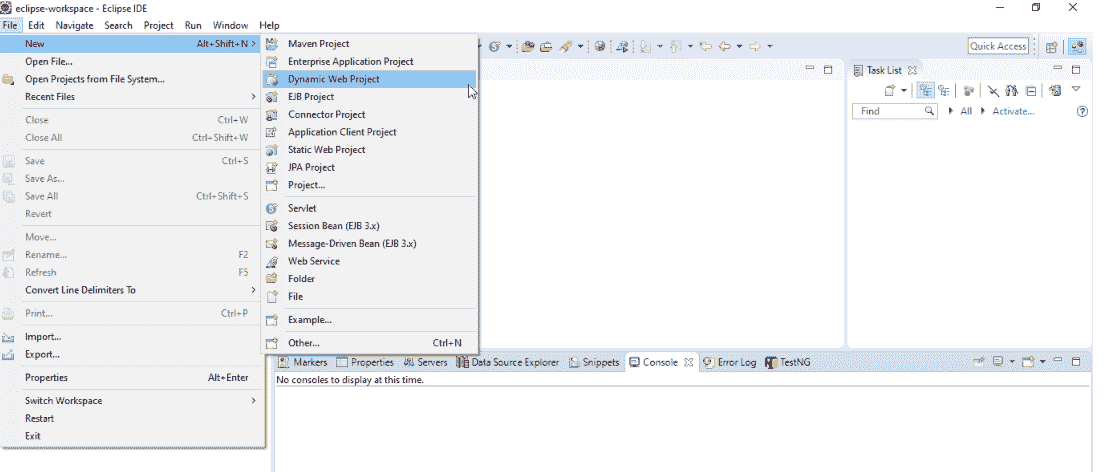 eclipse-workspace - Eclipse IDE
File Edit Navigate Search Project Run Window Help
New Alt+Shift+N >
Open File...
Open Projects from File System...
Recent Files >
Close Ctrl+W
Close All Ctrl+Shift+W
Save Ctrl+S
Save As...
Save All Ctrl+Shift+S
Revert
Move...
Rename... F2
Refresh F5
Convert Line Delimiters To >
Print... Ctrl+P
Import...
Export...
Properties Alt+Enter
Switch Workspace >
Restart
Exit
Maven Project
Enterprise Application Project
Dynamic Web Project
EJB Project
Connector Project
Application Client Project
Static Web Project
JPA Project
Project...
Servlet
Session Bean (EJB 3.x)
Message-Driven Bean (EJB 3.x)
Web Service
Folder
File
Example...
Other... Ctrl+N
Quick Access
Task List
Find All Activate...
Markers Properties Servers Data Source Explorer Snippets Console Error Log TestNG
No consoles to display at this time.